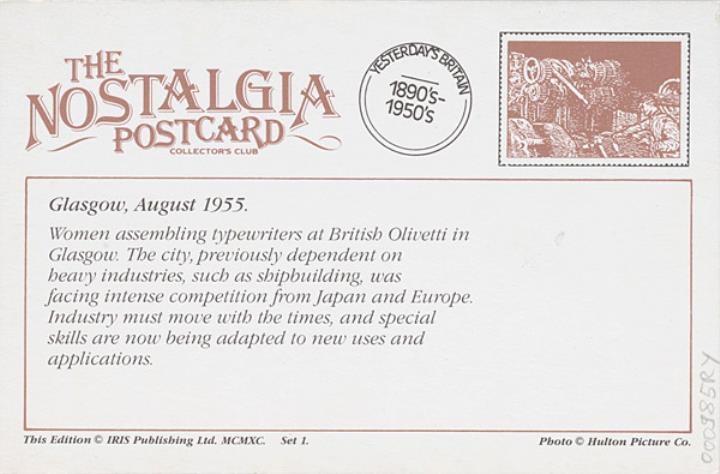 THE
NOSTALGIA
POSTCARD
COLLECTOR'S CLUB
YESTERDAY'S BRITAIN
1890's-
1950's
Glasgow, August 1955.
Women assembling typewriters at British Olivetti in
Glasgow. The city, previously dependent on
heavy industries, such as shipbuilding, was
facing intense competition from Japan and Europe.
Industry must move with the times, and special
skills are now being adapted to new uses and
applications.
This Edition © IRIS Publishing Ltd. MCMXC. Set 1.
Photo © Hulton Picture Co.
000985RY